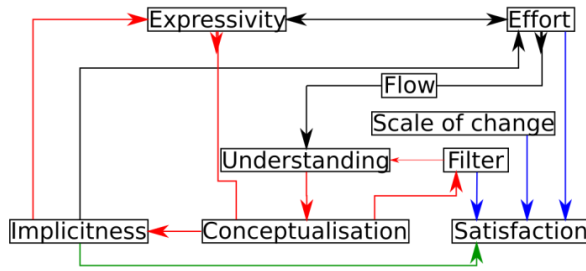 Expressivity
Effort
Flow
Scale of change
Understanding
Filter
Implicitness
Conceptualisation
Satisfaction